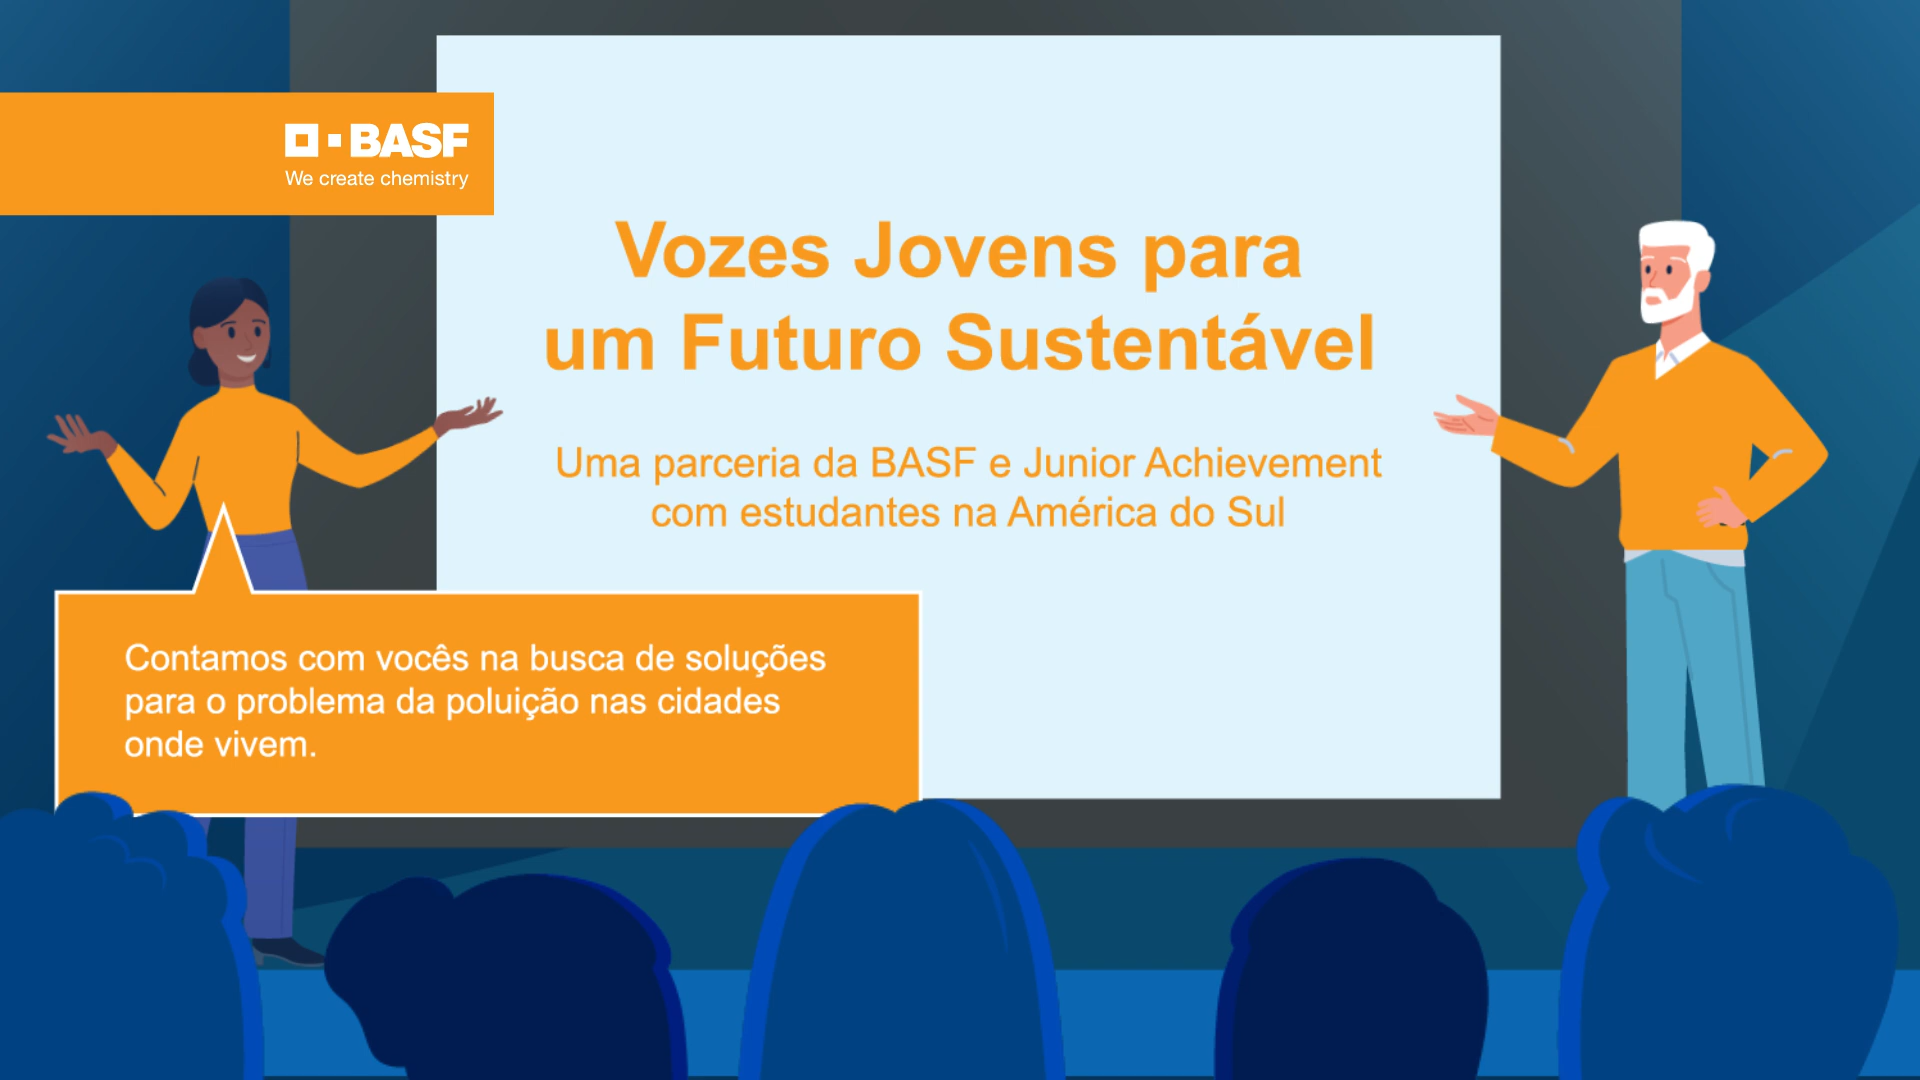 BASF
We create chemistry
Vozes Jovens para
um Futuro Sustentável
Uma parceria da BASF e Junior Achievement
com estudantes na América do Sul
Contamos com vocês na busca de soluções
para o problema da poluição nas cidades
onde vivem.